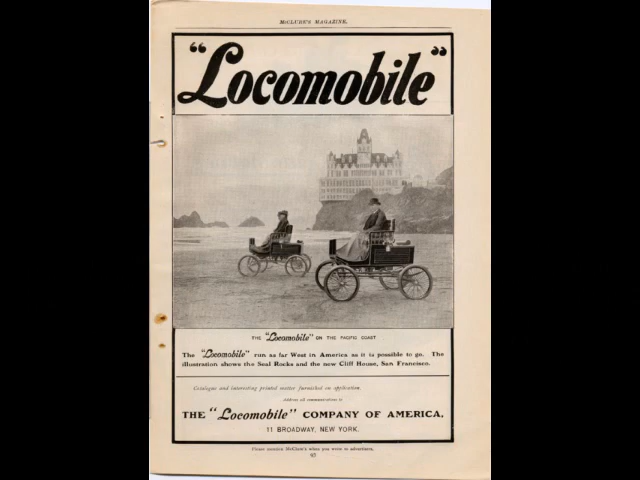 McCLURE'S MAGAZINE.
"Locomobile"
THE "Locomobile" ON THE PACIFIC COAST
The "Locomobile" run as far West in America as it is possible to go. The
illustration shows the Seal Rocks and the new Cliff House, San Francisco.
Catalogue and interesting printed matter furnished on application.
Address all communications to
THE "Locomobile" COMPANY OF AMERICA,
11 BROADWAY, NEW YORK.
Please mention McClure's when you write to advertisers.